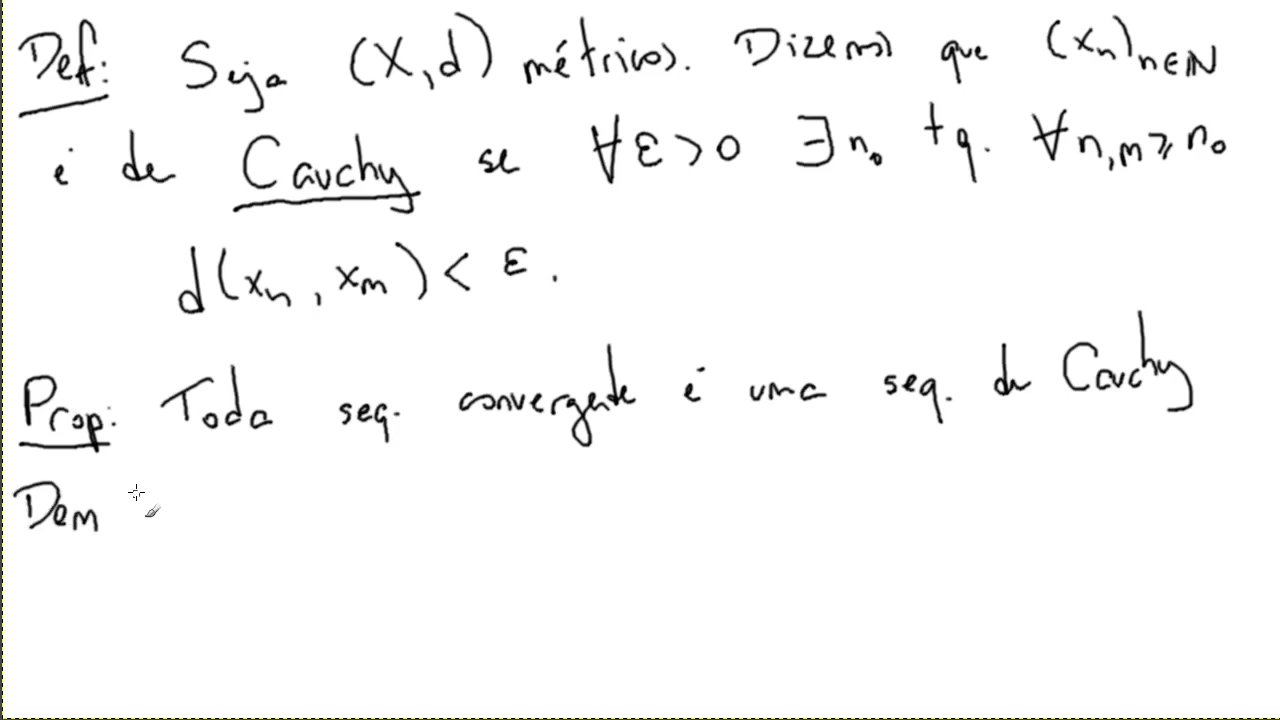 Def: Seja (X,d) métricos. Dizemos que (xₙ)ₙ∈ℕ
é de Cauchy se ∀ε>0 ∃n₀ tq. ∀n,m⩾n₀
d(xₙ, xₘ) < ε.
Prop: Toda seq. convergente é uma seq. de Cauchy
Dem